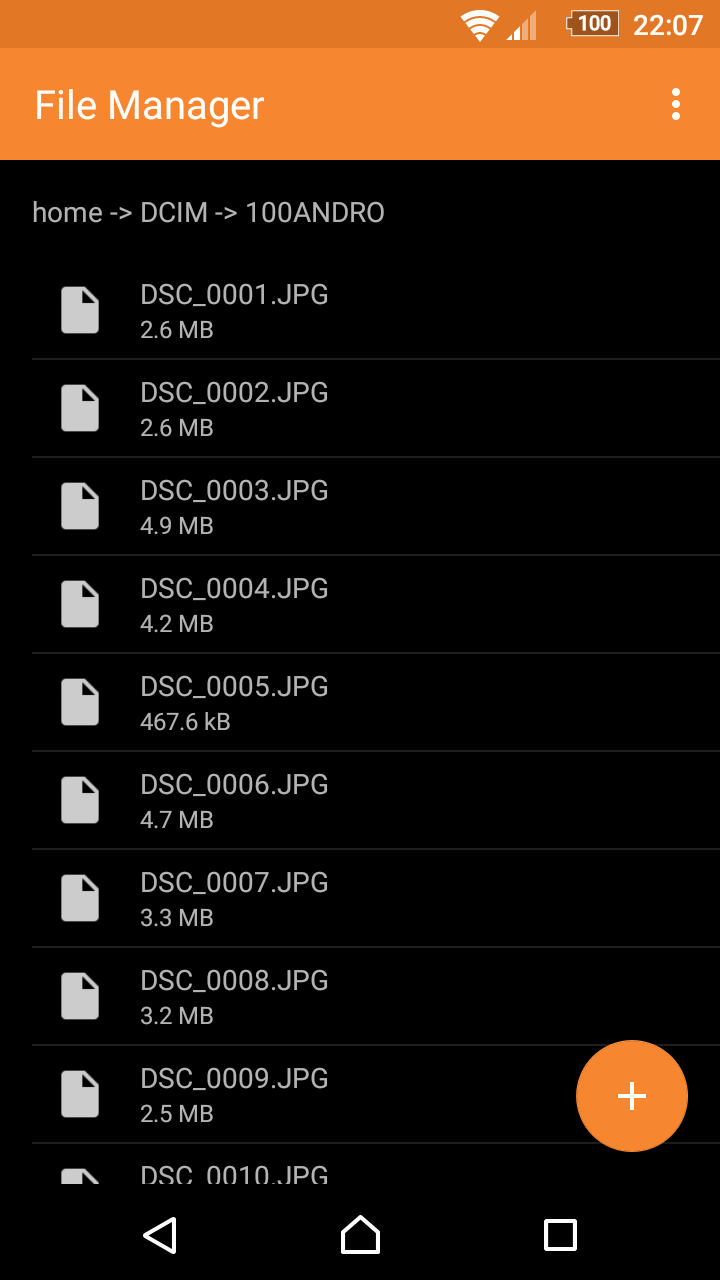 100 22:07
File Manager
home -> DCIM -> 100ANDRO
DSC_0001.JPG
2.6 MB
DSC_0002.JPG
2.6 MB
DSC_0003.JPG
4.9 MB
DSC_0004.JPG
4.2 MB
DSC_0005.JPG
467.6 kB
DSC_0006.JPG
4.7 MB
DSC_0007.JPG
3.3 MB
DSC_0008.JPG
3.2 MB
DSC_0009.JPG
2.5 MB
DSC_0010.JPG